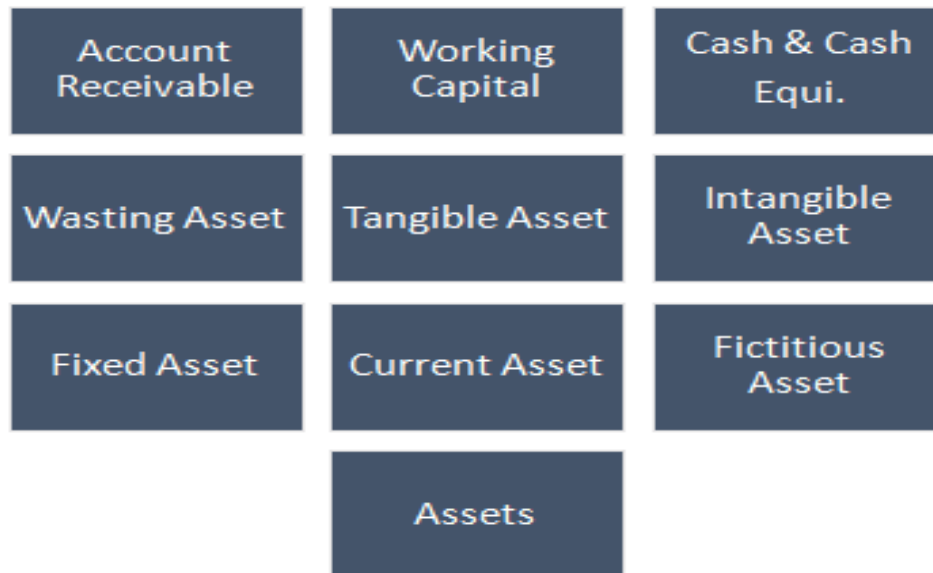 Account
Receivable
Working
Capital
Cash & Cash
Equi.
Wasting Asset
Tangible Asset
Intangible
Asset
Fixed Asset
Current Asset
Fictitious
Asset
Assets